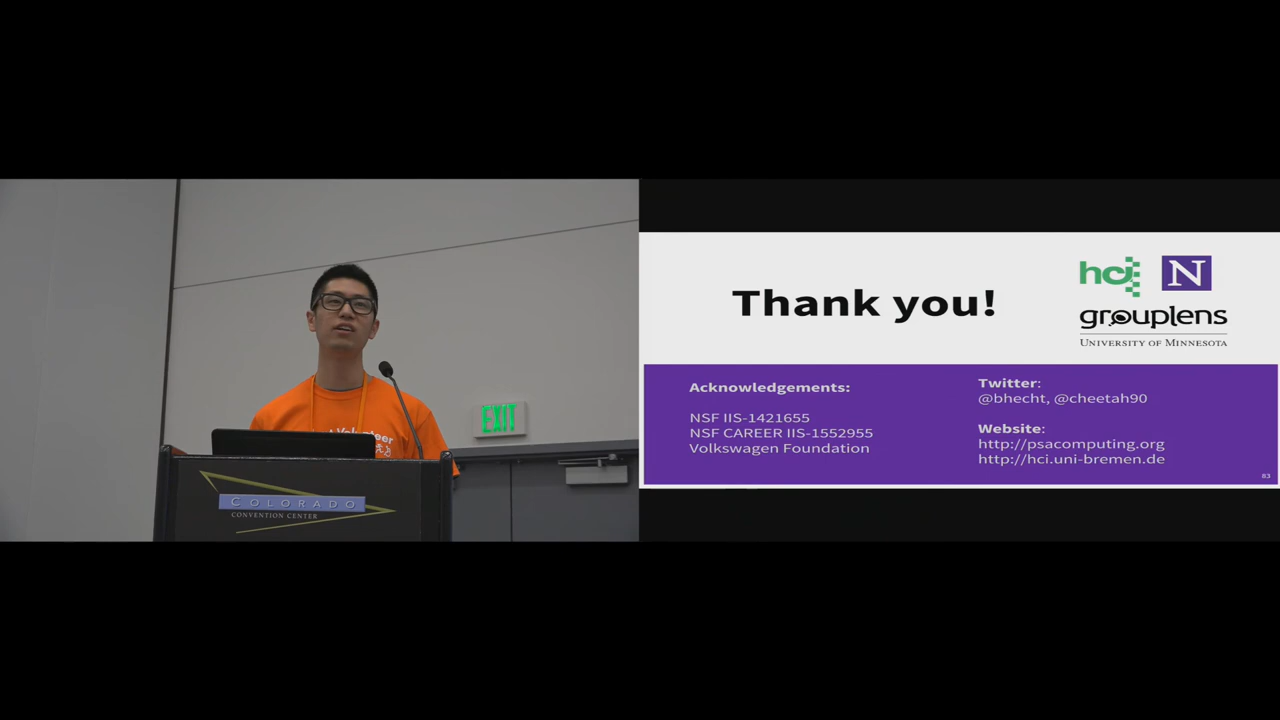 Volunteer
EXIT
COLORADO
CONVENTION CENTER
Thank you!
hci
N
grouplens
UNIVERSITY OF MINNESOTA
Acknowledgements:
NSF IIS-1421655
NSF CAREER IIS-1552955
Volkswagen Foundation
Twitter:
@bhecht, @cheetah90
Website:
http://psacomputing.org
http://hci.uni-bremen.de
83